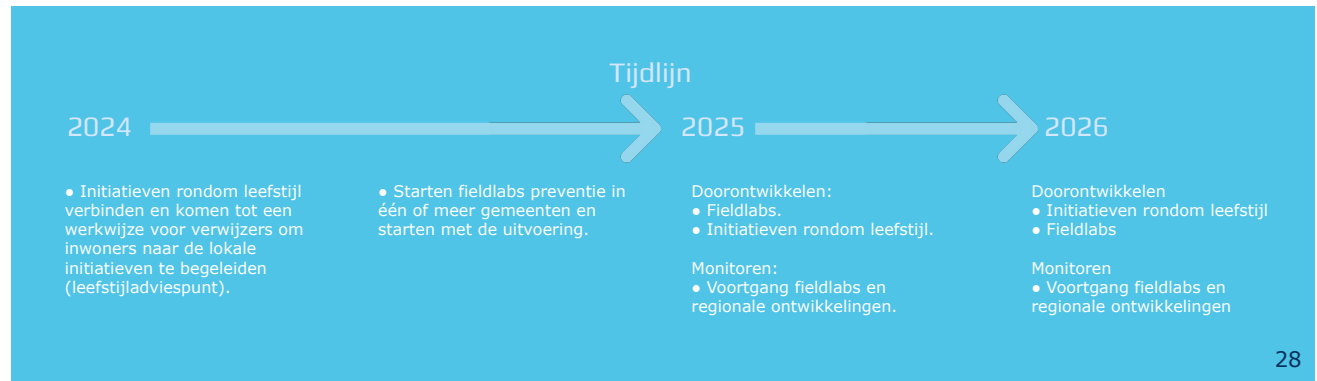 Tijdlijn
2024
2025
2026
● Initiatieven rondom leefstijl
verbinden en komen tot een
werkwijze voor verwijzers om
inwoners naar de lokale
initiatieven te begeleiden
(leefstijladviespunt).
● Starten fieldlabs preventie in
één of meer gemeenten en
starten met de uitvoering.
Doorontwikkelen:
● Fieldlabs.
● Initiatieven rondom leefstijl.
Monitoren:
● Voortgang fieldlabs en
regionale ontwikkelingen.
Doorontwikkelen
● Initiatieven rondom leefstijl
● Fieldlabs
Monitoren
● Voortgang fieldlabs en
regionale ontwikkelingen
28